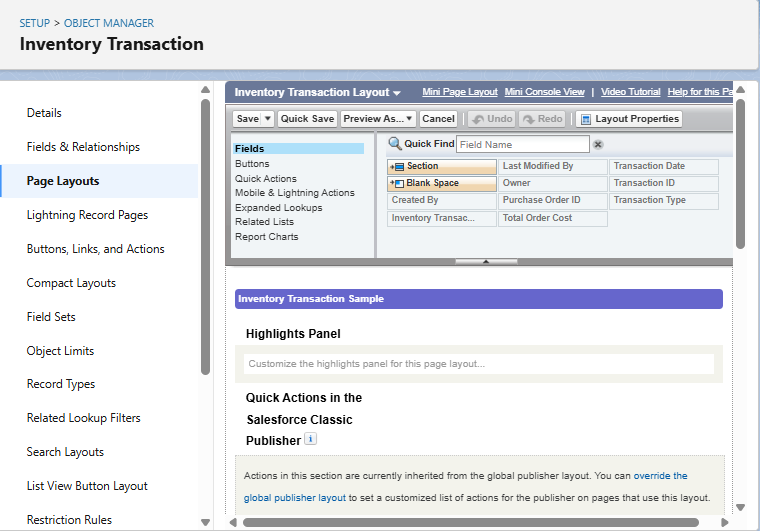 SETUP > OBJECT MANAGER
Inventory Transaction
Details
Fields & Relationships
Page Layouts
Lightning Record Pages
Buttons, Links, and Actions
Compact Layouts
Field Sets
Object Limits
Record Types
Related Lookup Filters
Search Layouts
List View Button Layout
Restriction Rules
Inventory Transaction Layout Mini Page Layout Mini Console View | Video Tutorial Help for this Pa
Save Quick Save Preview As... Cancel Undo Redo Layout Properties
Fields
Buttons
Quick Actions
Mobile & Lightning Actions
Expanded Lookups
Related Lists
Report Charts
Quick Find Field Name
Section Last Modified By Transaction Date
Blank Space Owner Transaction ID
Created By Purchase Order ID Transaction Type
Inventory Transac... Total Order Cost
Inventory Transaction Sample
Highlights Panel
Customize the highlights panel for this page layout...
Quick Actions in the
Salesforce Classic
Publisher i
Actions in this section are currently inherited from the global publisher layout. You can override the
global publisher layout to set a customized list of actions for the publisher on pages that use this layout.